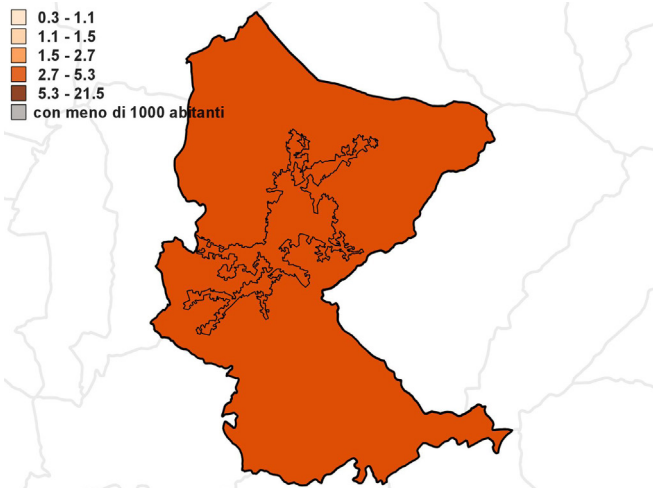 0.3 - 1.1
1.1 - 1.5
1.5 - 2.7
2.7 - 5.3
5.3 - 21.5
con meno di 1000 abitanti